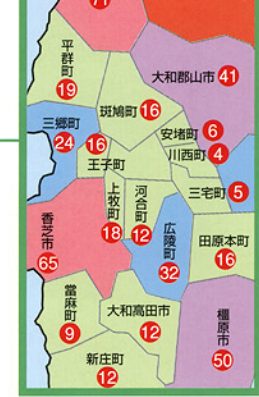 71
平群町
19
大和郡山市 41
斑鳩町 16
安堵町 6
三郷町
24
16
川西町 4
王子町
上牧町
18
河合町
12
三宅町 5
香芝市
65
広陵町
32
田原本町
16
當麻町
9
大和高田市
12
橿原市
50
新庄町
12